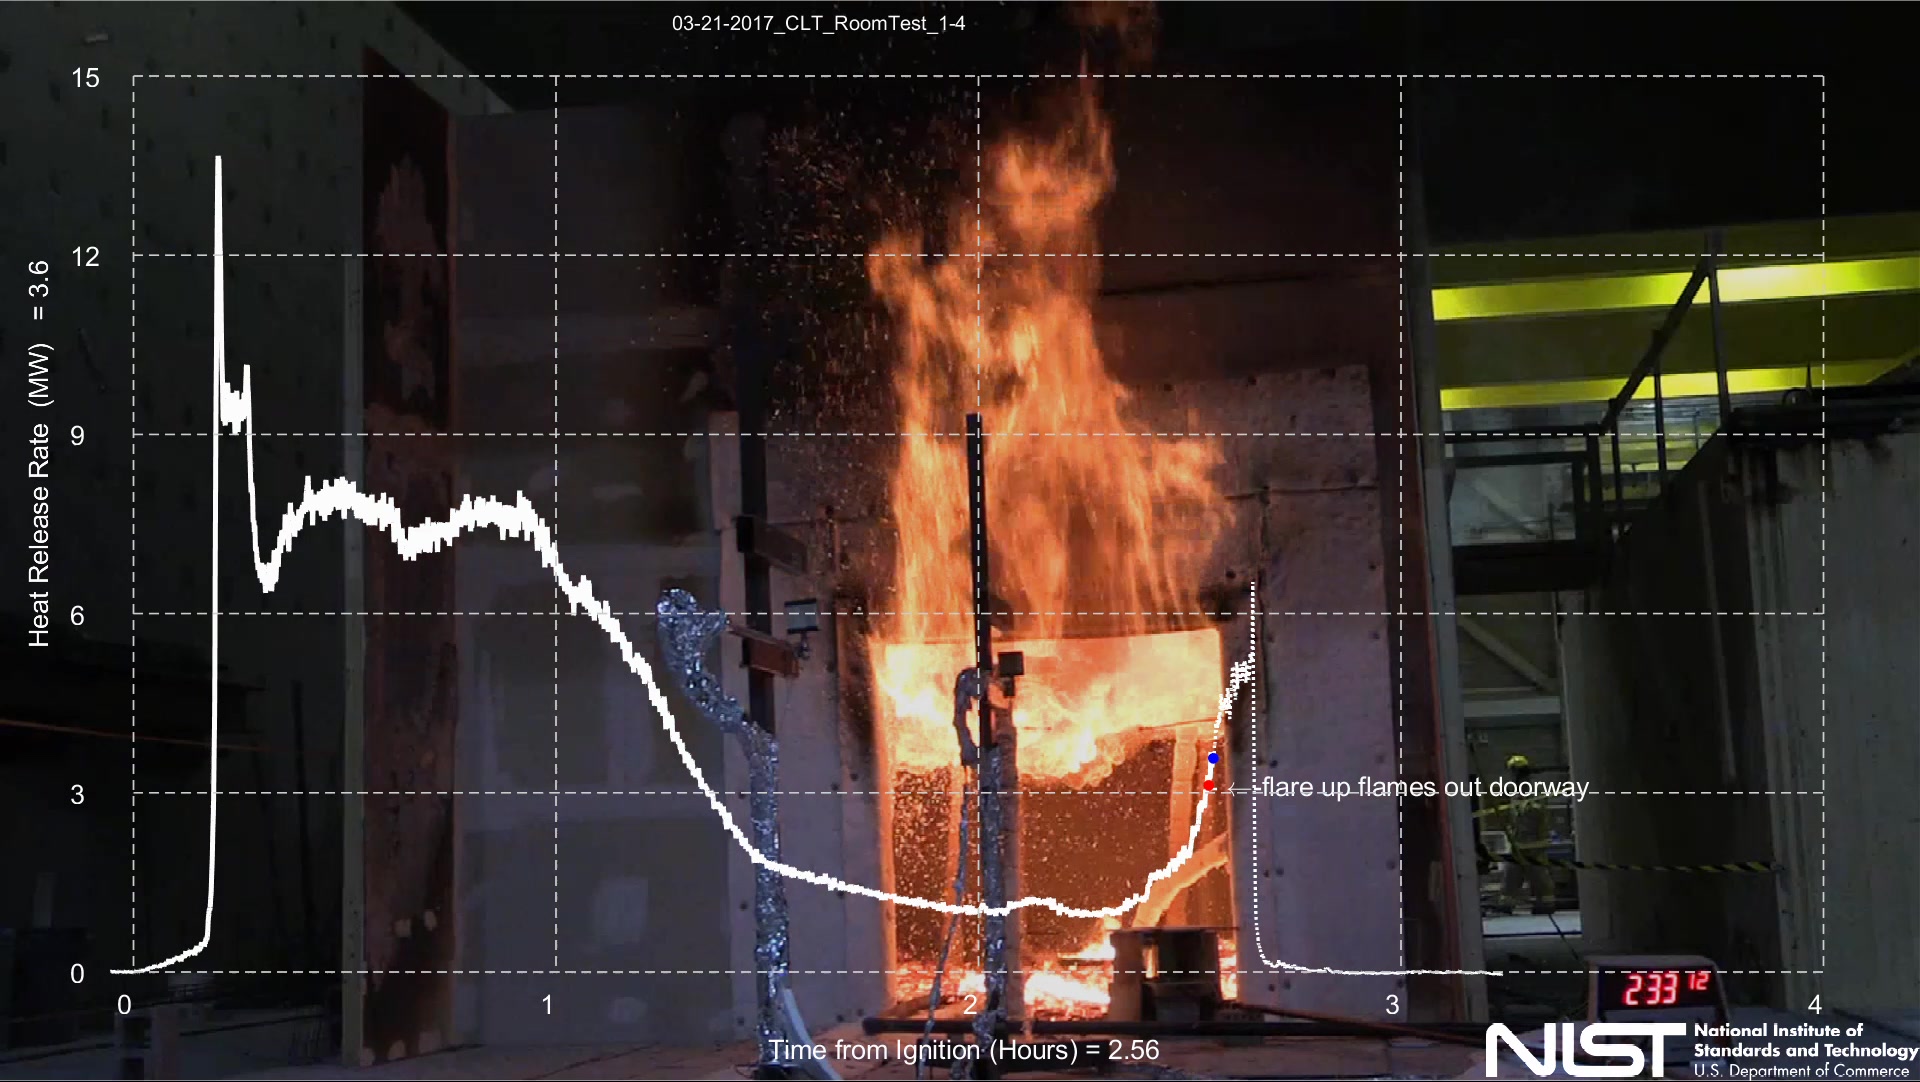 03-21-2017_CLT_RoomTest_1-4
15
12
9
6
3
0
Heat Release Rate (MW) = 3.6
← flare up flames out doorway
0 1 2 3 4
Time from Ignition (Hours) = 2.56
233 12
NIST
National Institute of
Standards and Technology
U.S. Department of Commerce